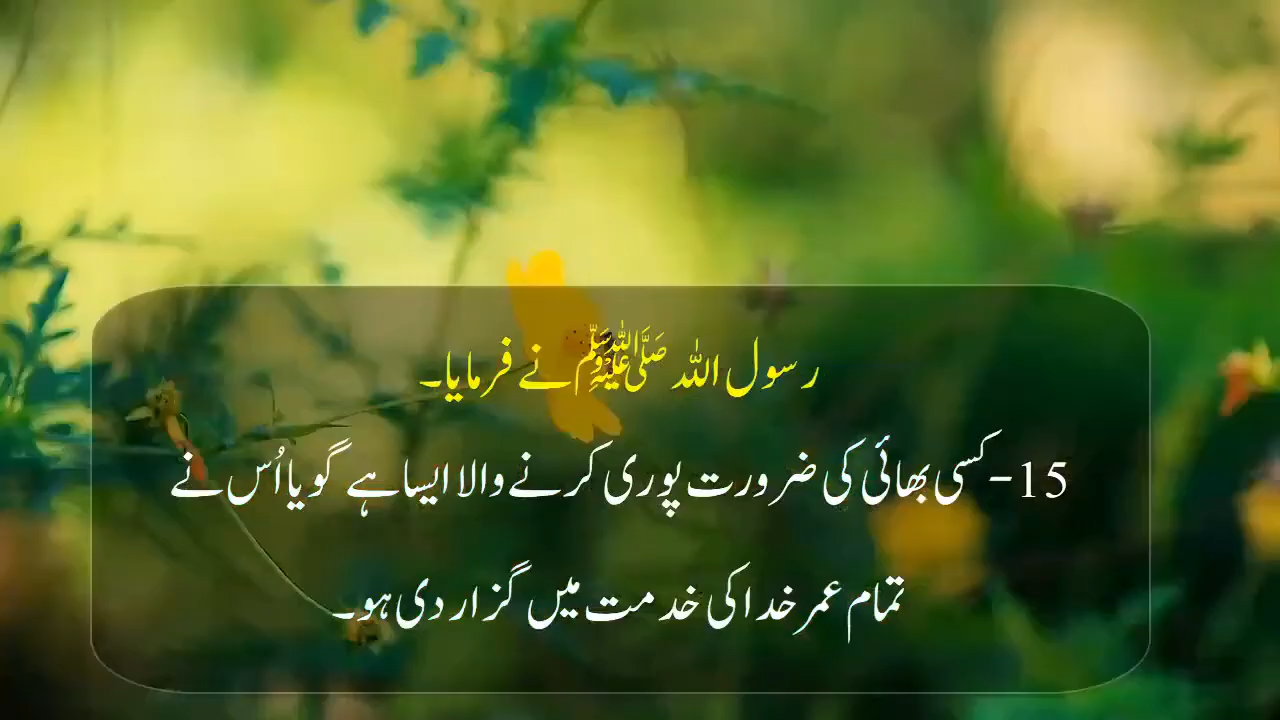 رسول اللہ ﷺ نے فرمایا۔
15-کسی بھائی کی ضرورت پوری کرنے والا ایسا ہے گویا اُس نے
تمام عمر خدا کی خدمت میں گزار دی ہو۔